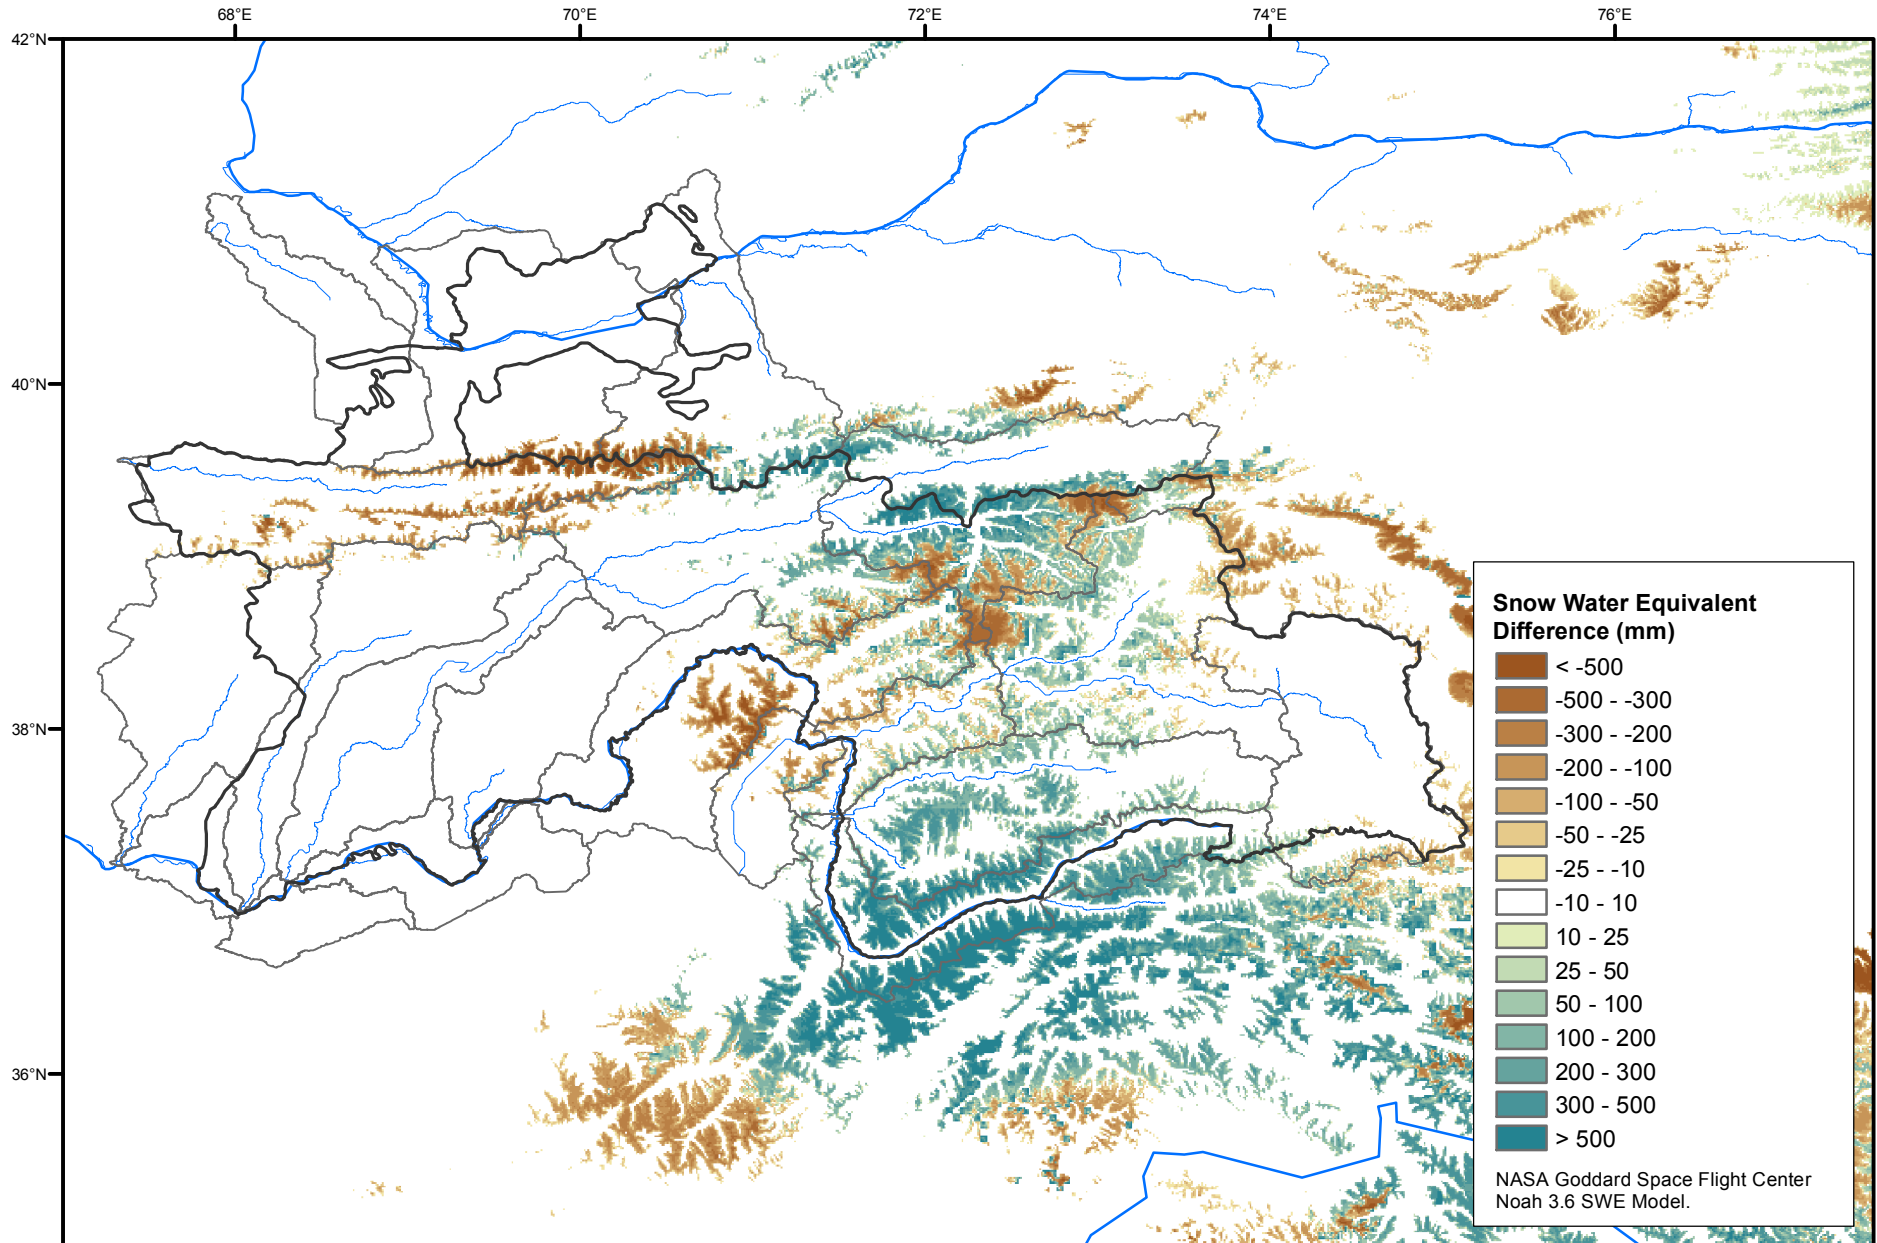 68°E
70°E
72°E
74°E
76°E
42°N
40°N
38°N
36°N
Snow Water Equivalent
Difference (mm)
< -500
-500 - -300
-300 - -200
-200 - -100
-100 - -50
-50 - -25
-25 - -10
-10 - 10
10 - 25
25 - 50
50 - 100
100 - 200
200 - 300
300 - 500
> 500
NASA Goddard Space Flight Center
Noah 3.6 SWE Model.